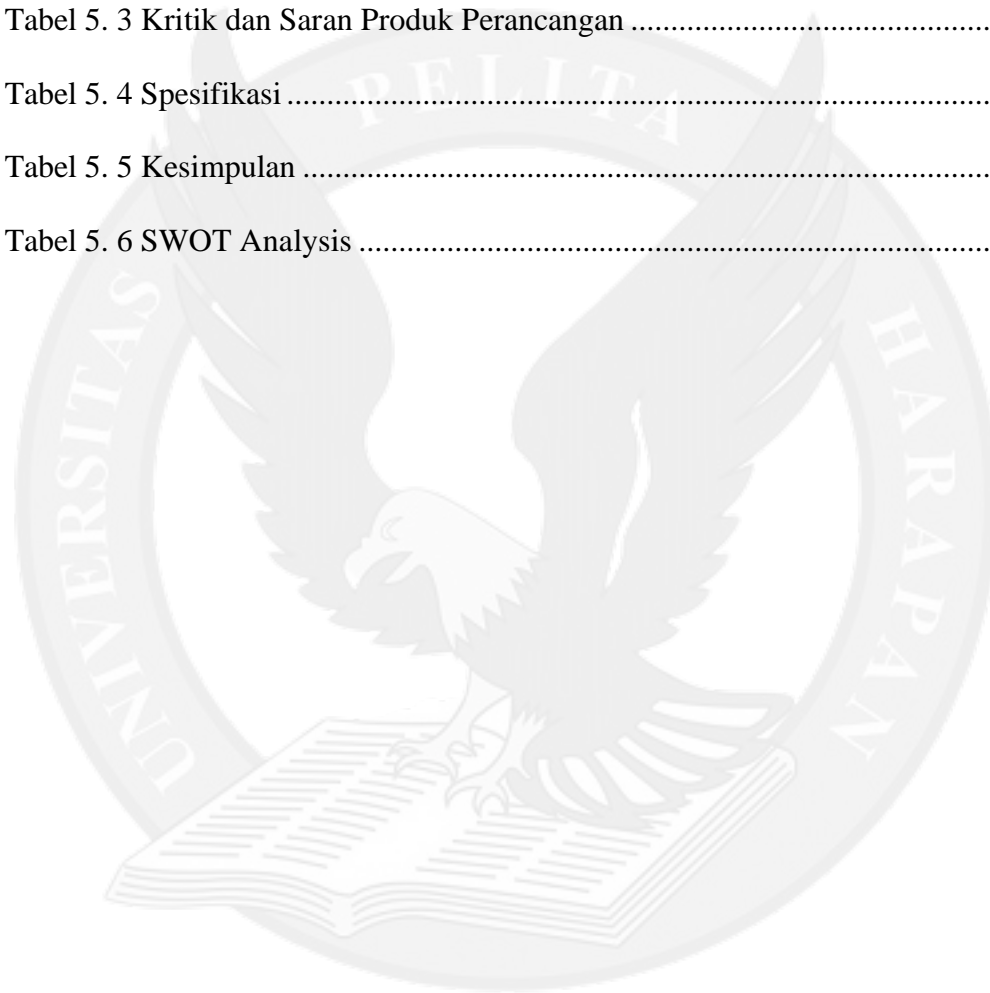 Tabel 5. 3 Kritik dan Saran Produk Perancangan .............................................
Tabel 5. 4 Spesifikasi ........................................................................................
Tabel 5. 5 Kesimpulan ......................................................................................
Tabel 5. 6 SWOT Analysis ...............................................................................
UNIVERSITAS PELITA HARAPAN